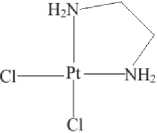 H₂N
Cl Pt NH₂
Cl